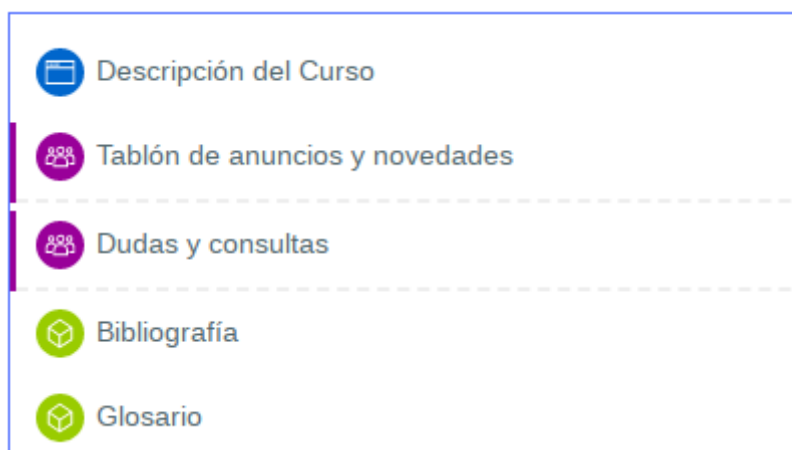 Descripción del Curso
Tablón de anuncios y novedades
Dudas y consultas
Bibliografía
Glosario